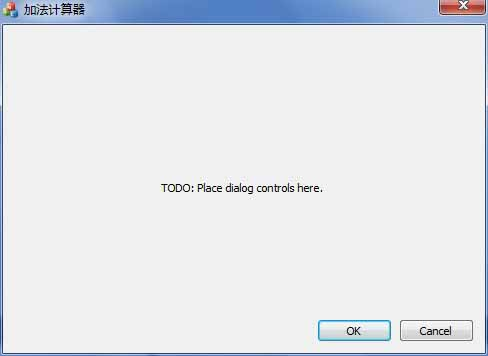 加法计算器
TODO: Place dialog controls here.
OK
Cancel